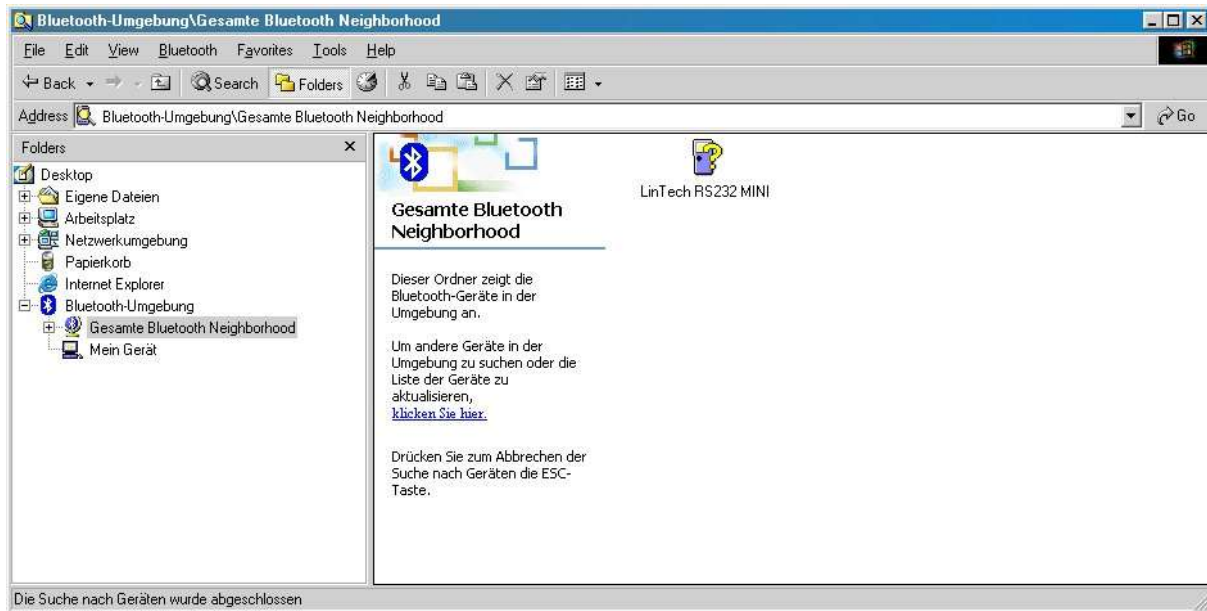 Bluetooth-Umgebung\Gesamte Bluetooth Neighborhood
File Edit View Bluetooth Favorites Tools Help
Back Search Folders
Address Bluetooth-Umgebung\Gesamte Bluetooth Neighborhood Go
Folders
Desktop
Eigene Dateien
Arbeitsplatz
Netzwerkumgebung
Papierkorb
Internet Explorer
Bluetooth-Umgebung
Gesamte Bluetooth Neighborhood
Mein Gerät
Gesamte Bluetooth
Neighborhood
Dieser Ordner zeigt die
Bluetooth-Geräte in der
Umgebung an.
Um andere Geräte in der
Umgebung zu suchen oder die
Liste der Geräte zu
aktualisieren,
klicken Sie hier.
Drücken Sie zum Abbrechen der
Suche nach Geräten die ESC-
Taste.
LinTech RS232 MINI
Die Suche nach Geräten wurde abgeschlossen